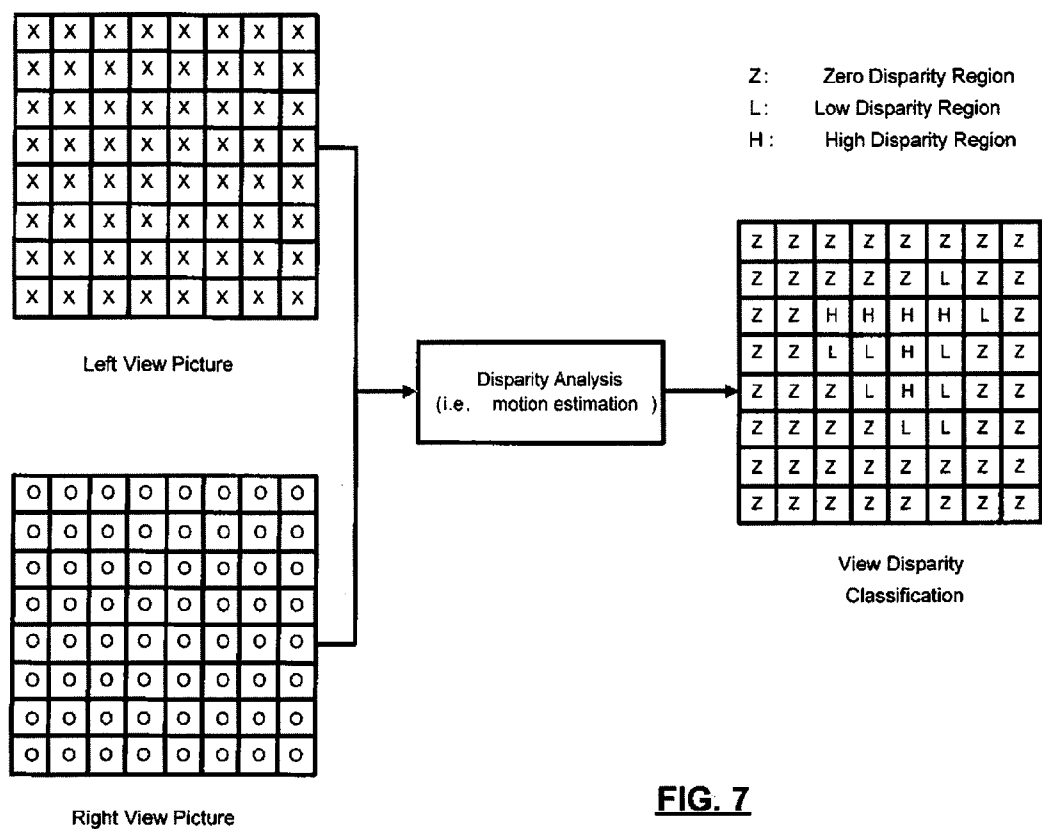 X X X X X X X X
X X X X X X X X
X X X X X X X X
X X X X X X X X
X X X X X X X X
X X X X X X X X
X X X X X X X X
X X X X X X X X
Left View Picture
O O O O O O O O
O O O O O O O O
O O O O O O O O
O O O O O O O O
O O O O O O O O
O O O O O O O O
O O O O O O O O
O O O O O O O O
Right View Picture
Disparity Analysis
(i.e. motion estimation )
Z: Zero Disparity Region
L: Low Disparity Region
H: High Disparity Region
Z Z Z Z Z Z Z Z
Z Z Z Z Z L Z Z
Z Z H H H H L Z
Z Z L L H L Z Z
Z Z Z L H L Z Z
Z Z Z Z L L Z Z
Z Z Z Z Z Z Z Z
Z Z Z Z Z Z Z Z
View Disparity
Classification
FIG. 7